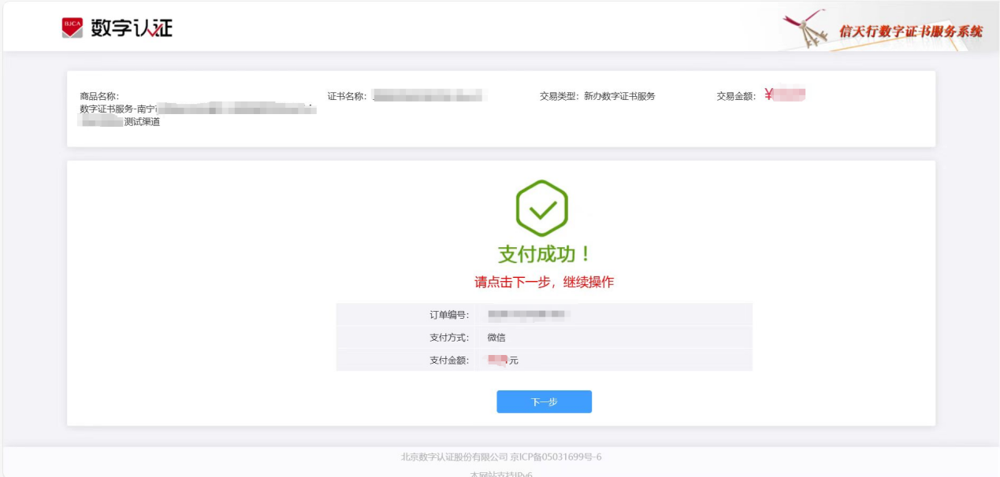 BJCA 数字认证
信天行数字证书服务系统
商品名称：
数字证书服务-南宁
测试渠道
证书名称：
交易类型： 新办数字证书服务
交易金额： ¥
支付成功！
请点击下一步，继续操作
订单编号：
支付方式： 微信
支付金额： 元
下一步
北京数字认证股份有限公司 京ICP备05031699号-6
本网站支持IPv6